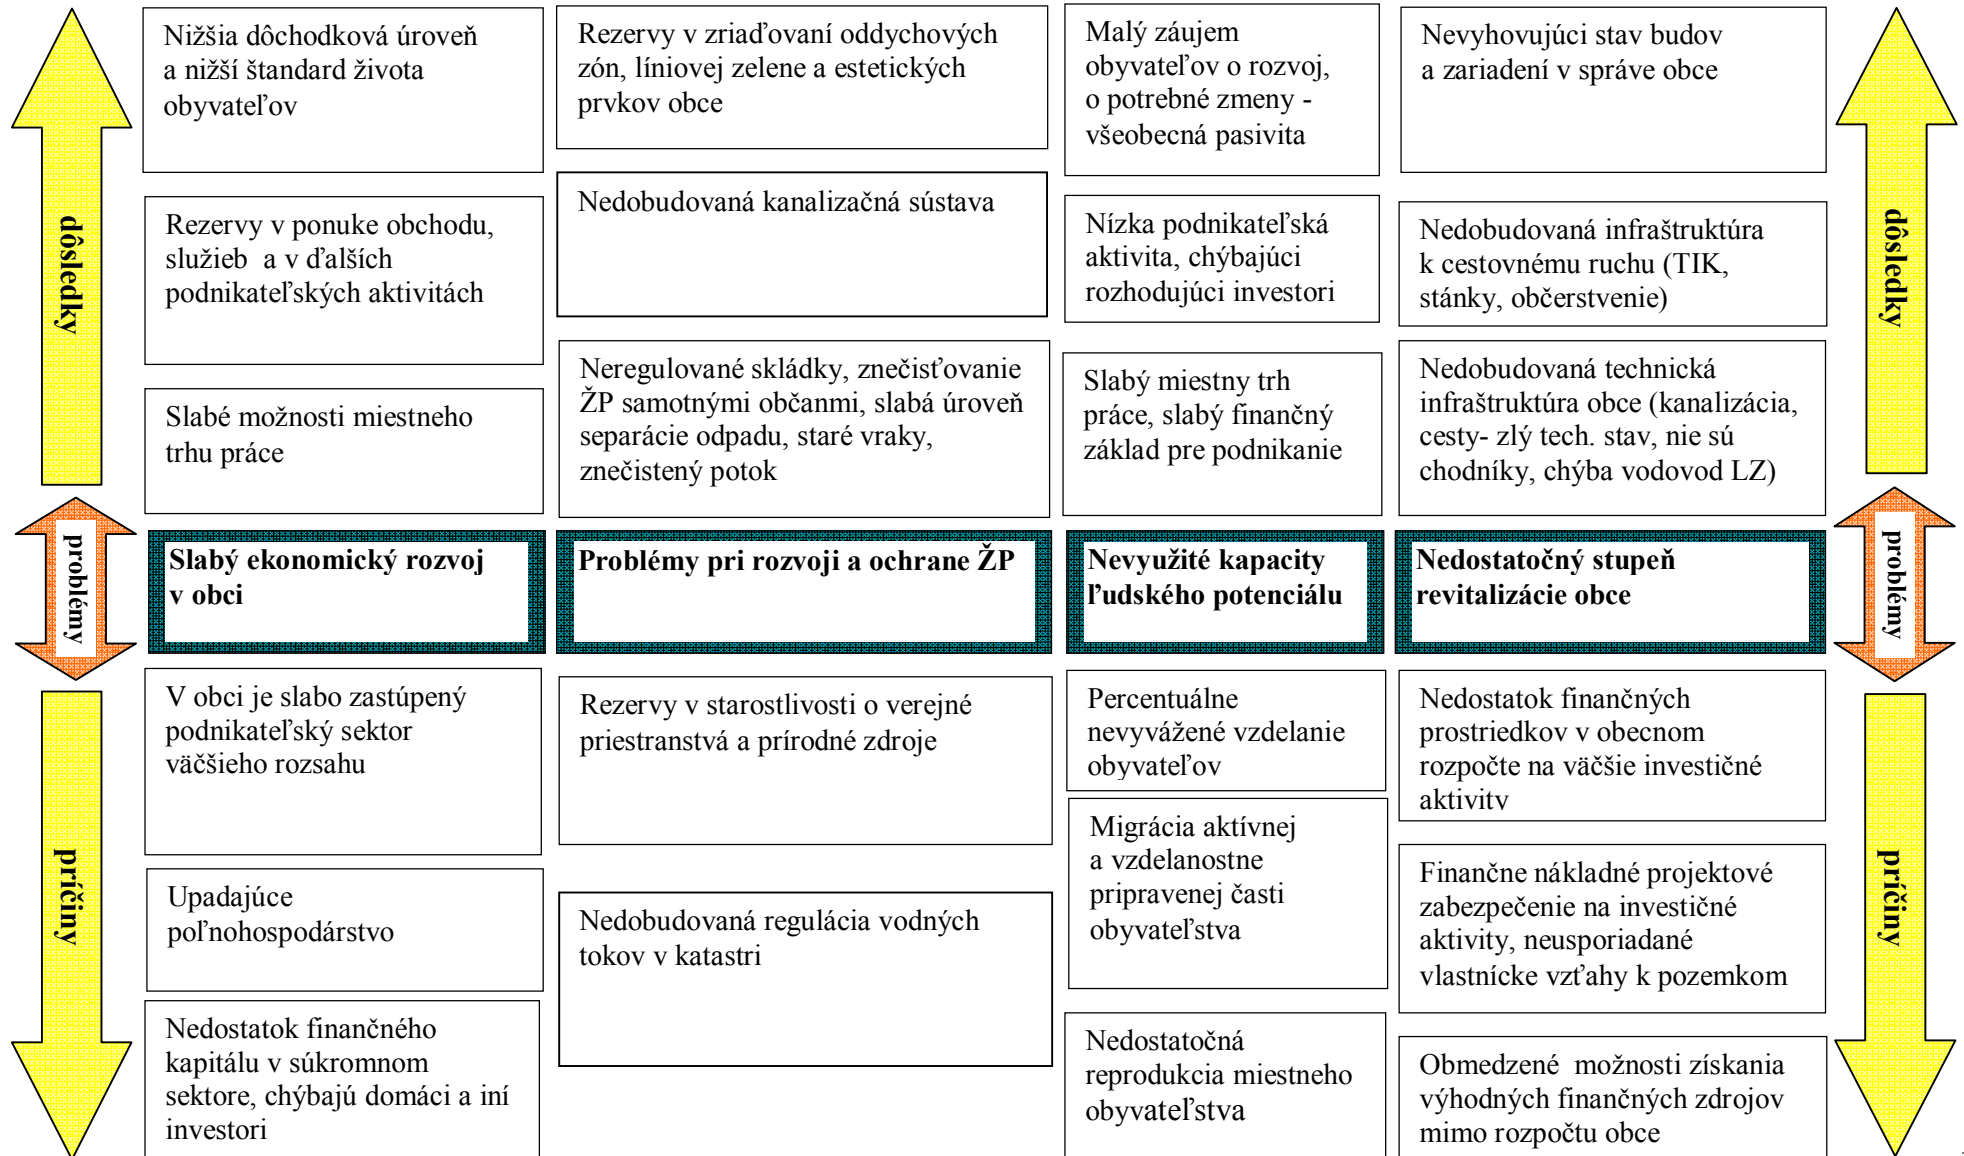 dôsledky
problémy
príčiny
Nižšia dôchodková úroveň
a nižší štandard života
obyvateľov
Rezervy v ponuke obchodu,
služieb  a v ďalších
podnikateľských aktivitách
Slabé možnosti miestneho
trhu práce
Slabý ekonomický rozvoj
v obci
V obci je slabo zastúpený
podnikateľský sektor
väčšieho rozsahu
Upadajúce
poľnohospodárstvo
Nedostatok finančného
kapitálu v súkromnom
sektore, chýbajú domáci a iní
investori
Rezervy v zriaďovaní oddychových
zón, líniovej zelene a estetických
prvkov obce
Nedobudovaná kanalizačná sústava
Neregulované skládky, znečisťovanie
ŽP samotnými občanmi, slabá úroveň
separácie odpadu, staré vraky,
znečistený potok
Problémy pri rozvoji a ochrane ŽP
Rezervy v starostlivosti o verejné
priestranstvá a prírodné zdroje
Nedobudovaná regulácia vodných
tokov v katastri
Malý záujem
obyvateľov o rozvoj,
o potrebné zmeny -
všeobecná pasivita
Nízka podnikateľská
aktivita, chýbajúci
rozhodujúci investori
Slabý miestny trh
práce, slabý finančný
základ pre podnikanie
Nevyužité kapacity
ľudského potenciálu
Percentuálne
nevyvážené vzdelanie
obyvateľov
Migrácia aktívnej
a vzdelanostne
pripravenej časti
obyvateľstva
Nedostatočná
reprodukcia miestneho
obyvateľstva
Nevyhovujúci stav budov
a zariadení v správe obce
Nedobudovaná infraštruktúra
k cestovnému ruchu (TIK,
stánky, občerstvenie)
Nedobudovaná technická
infraštruktúra obce (kanalizácia,
cesty- zlý tech. stav, nie sú
chodníky, chýba vodovod LZ)
Nedostatočný stupeň
revitalizácie obce
Nedostatok finančných
prostriedkov v obecnom
rozpočte na väčšie investičné
aktivity
Finančne nákladné projektové
zabezpečenie na investičné
aktivity, neusporiadané
vlastnícke vzťahy k pozemkom
Obmedzené  možnosti získania
výhodných finančných zdrojov
mimo rozpočtu obce
dôsledky
problémy
príčiny